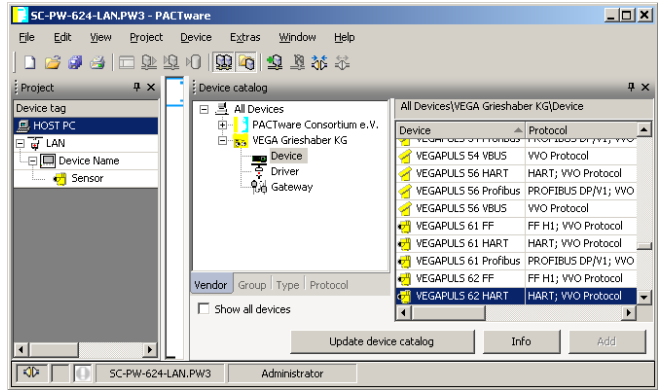 SC-PW-624-LAN.PW3 - PACTware
File Edit View Project Device Extras Window Help
Project
Device tag
HOST PC
LAN
Device Name
Sensor
Device catalog
All Devices
PACTware Consortium e.V.
VEGA Grieshaber KG
Device
Driver
Gateway
Vendor Group Type Protocol
Show all devices
All Devices\VEGA Grieshaber KG\Device
Device Protocol
VEGAPULS 54 VBUS VVO Protocol
VEGAPULS 56 HART HART; VVO Protocol
VEGAPULS 56 Profibus PROFIBUS DP/V1; VVO
VEGAPULS 56 VBUS VVO Protocol
VEGAPULS 61 FF FF H1; VVO Protocol
VEGAPULS 61 HART HART; VVO Protocol
VEGAPULS 61 Profibus PROFIBUS DP/V1; VVO
VEGAPULS 62 FF FF H1; VVO Protocol
VEGAPULS 62 HART HART; VVO Protocol
Update device catalog Info Add
SC-PW-624-LAN.PW3 Administrator